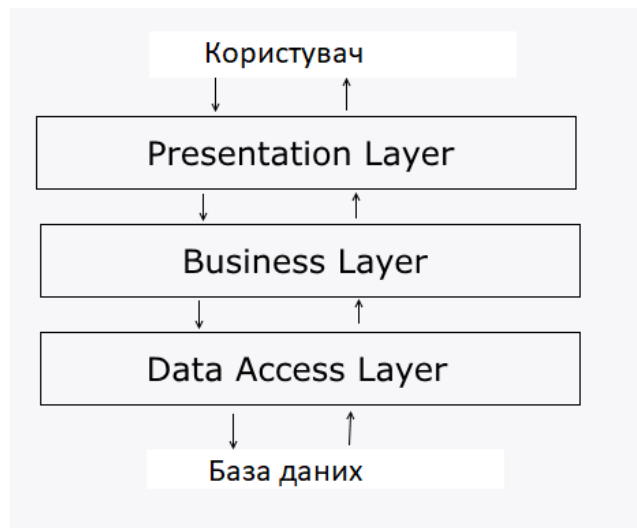 Користувач
Presentation Layer
Business Layer
Data Access Layer
База даних